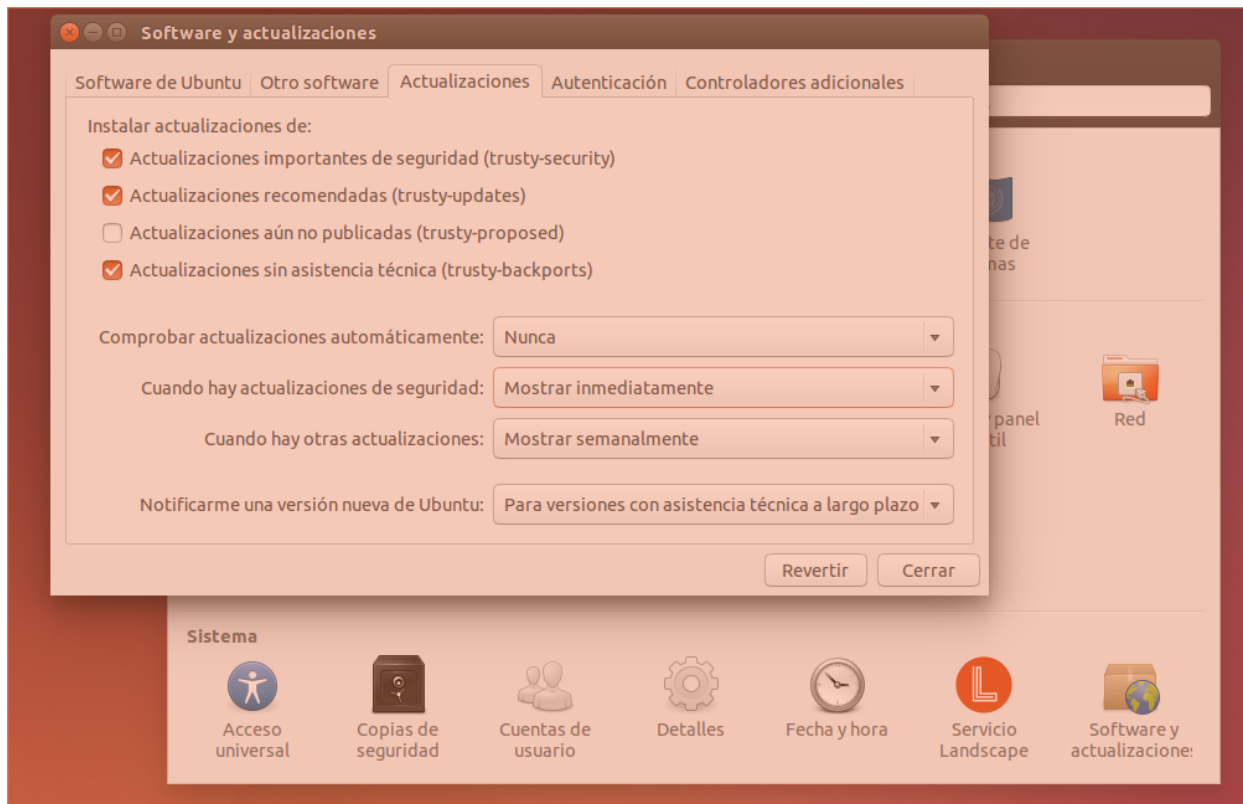 Software y actualizaciones
Software de Ubuntu
Otro software
Actualizaciones
Autenticación
Controladores adicionales
Instalar actualizaciones de:
Actualizaciones importantes de seguridad (trusty-security)
Actualizaciones recomendadas (trusty-updates)
Actualizaciones aún no publicadas (trusty-proposed)
Actualizaciones sin asistencia técnica (trusty-backports)
Comprobar actualizaciones automáticamente: Nunca
Cuando hay actualizaciones de seguridad: Mostrar inmediatamente
Cuando hay otras actualizaciones: Mostrar semanalmente
Notificarme una versión nueva de Ubuntu: Para versiones con asistencia técnica a largo plazo
Revertir
Cerrar
de
panel
Red
Sistema
Acceso
universal
Copias de
seguridad
Cuentas de
usuario
Detalles
Fecha y hora
Servicio
Landscape
Software y
actualizaciones